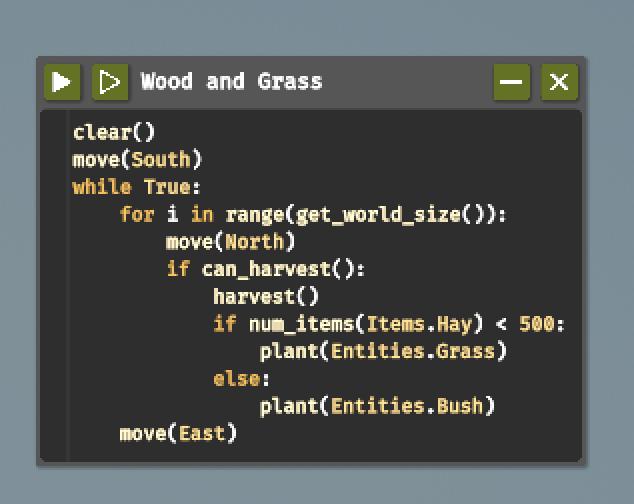 Wood and Grass
clear()
move(South)
while True:
    for i in range(get_world_size()):
        move(North)
        if can_harvest():
            harvest()
            if num_items(Items.Hay) < 500:
                plant(Entities.Grass)
            else:
                plant(Entities.Bush)
    move(East)